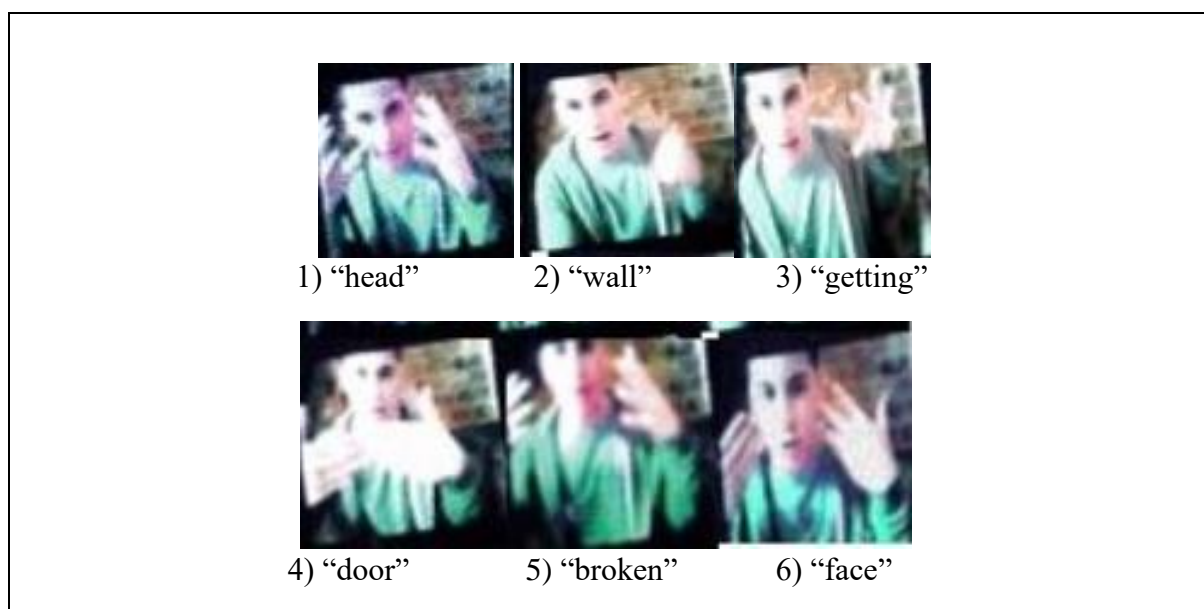 1) “head” 2) “wall” 3) “getting”
4) “door” 5) “broken” 6) “face”